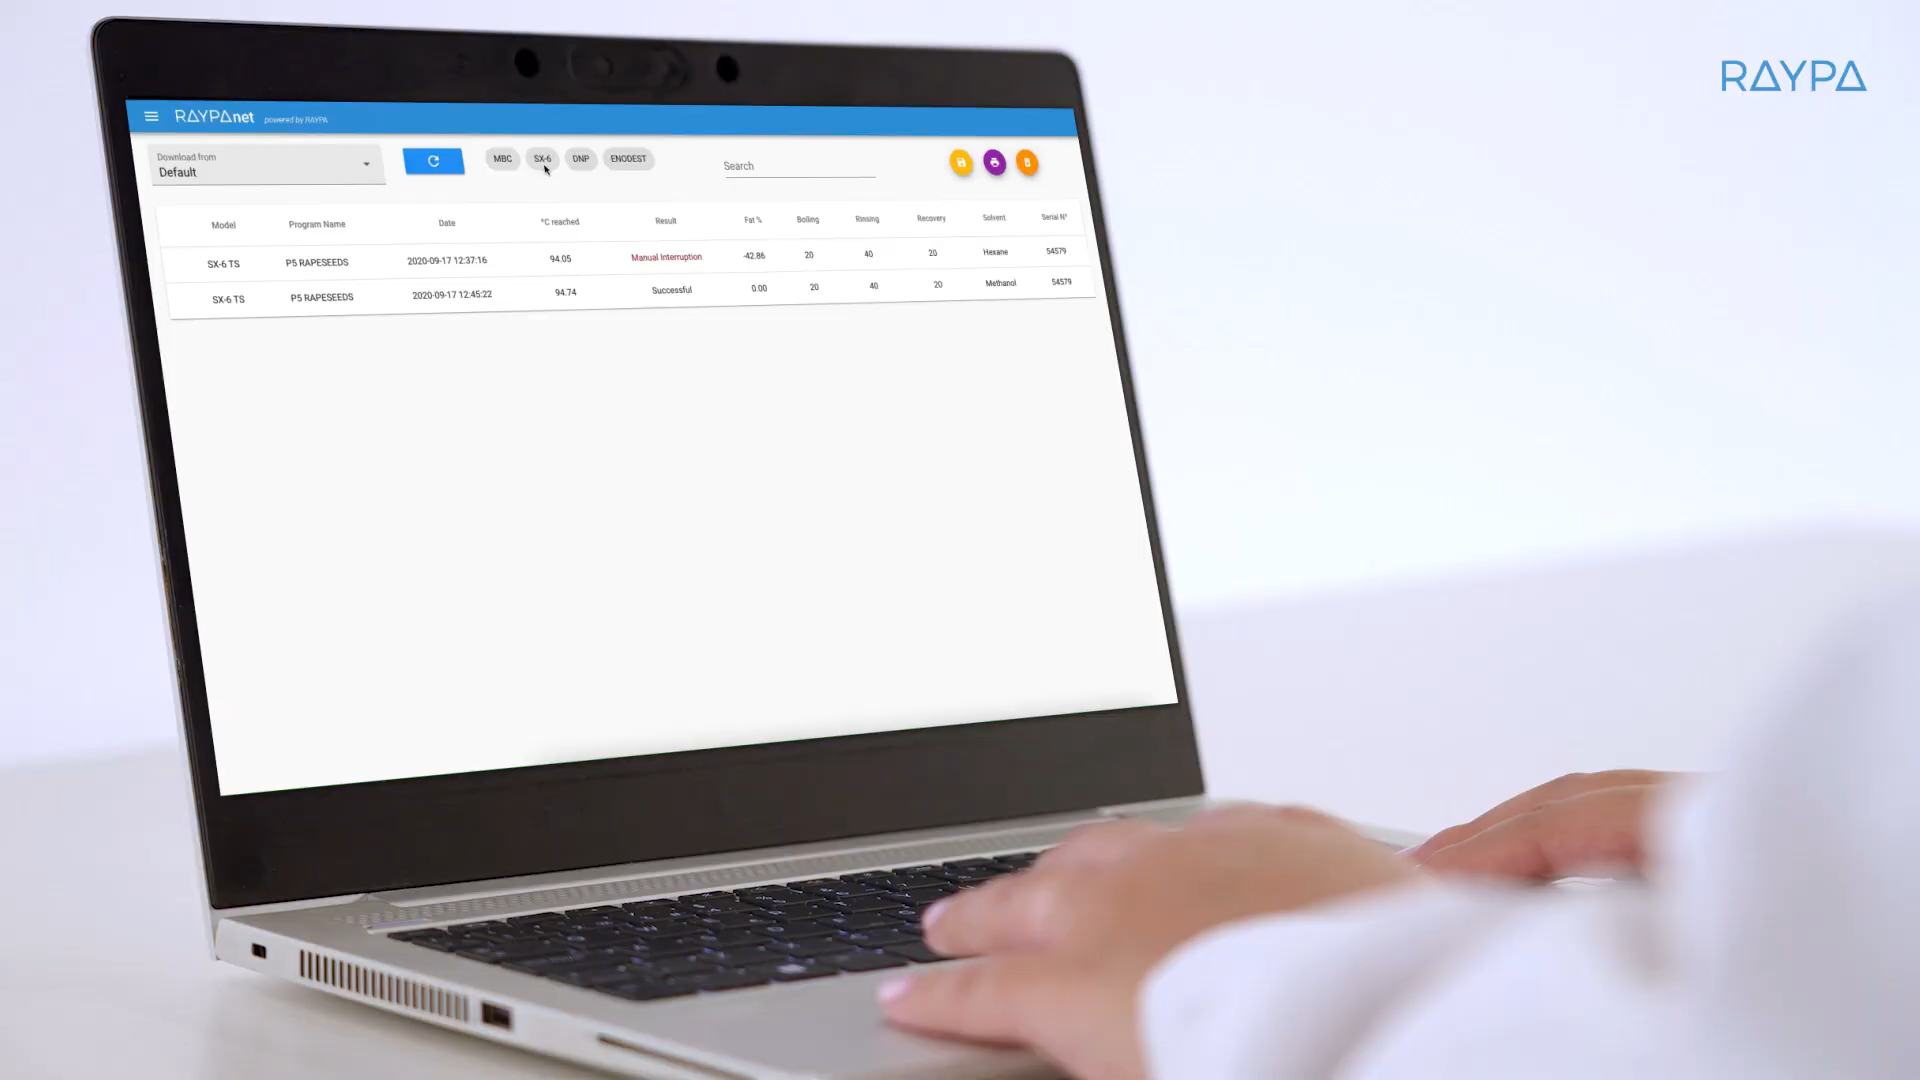 RAYPA
RAYPAnet powered by RAYPA
Download from
Default
MBC SX-6 DNP ENODEST
Search
Model Program Name Date °C reached Result Fat % Boiling Rinsing Recovery Solvent Serial Nº
SX-6 TS P5 RAPESEEDS 2020-09-17 12:37:16 94.05 Manual Interruption -42.86 20 40 20 Hexane 54579
SX-6 TS P5 RAPESEEDS 2020-09-17 12:45:22 94.74 Successful 0.00 20 40 20 Methanol 54579